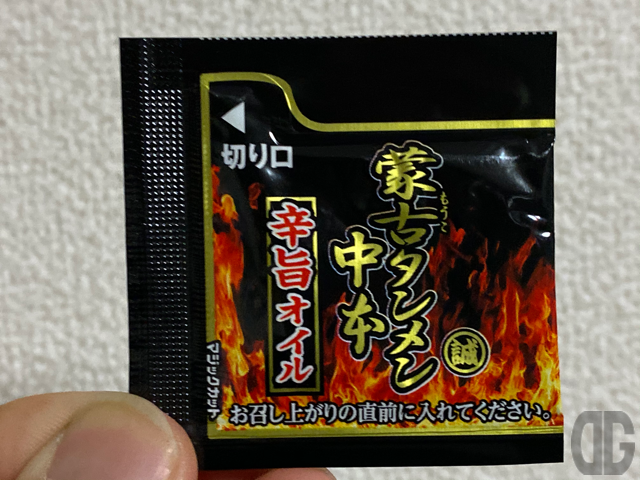 切り口
蒙古タンメン
もうこ
中本
誠
辛旨オイル
マジックカット
お召し上がりの直前に入れてください。
DG